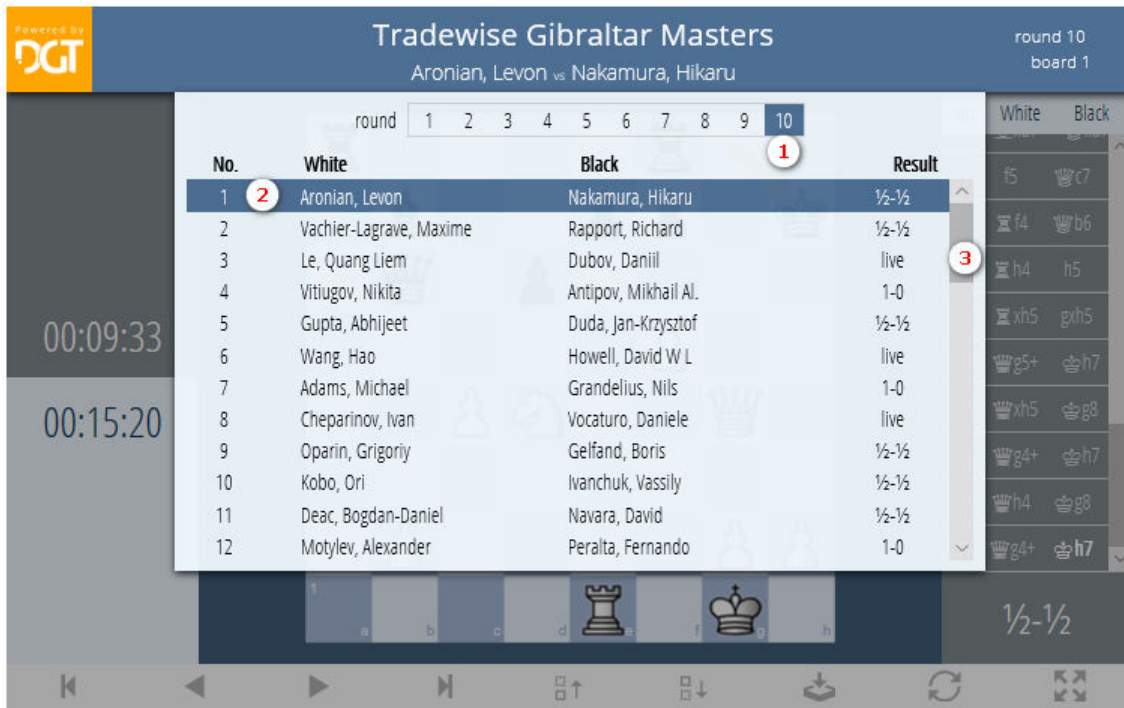 Powered by
DGT
Tradewise Gibraltar Masters
Aronian, Levon vs Nakamura, Hikaru
round 10
board 1
round 1 2 3 4 5 6 7 8 9 10
1
No. White Black Result
1 2 Aronian, Levon Nakamura, Hikaru ½-½
2 Vachier-Lagrave, Maxime Rapport, Richard ½-½
3 Le, Quang Liem Dubov, Daniil live
3
4 Vitiugov, Nikita Antipov, Mikhail Al. 1-0
5 Gupta, Abhijeet Duda, Jan-Krzysztof ½-½
6 Wang, Hao Howell, David W L live
7 Adams, Michael Grandelius, Nils 1-0
8 Cheparinov, Ivan Vocaturo, Daniele live
9 Oparin, Grigoriy Gelfand, Boris ½-½
10 Kobo, Ori Ivanchuk, Vassily ½-½
11 Deac, Bogdan-Daniel Navara, David ½-½
12 Motylev, Alexander Peralta, Fernando 1-0
00:09:33
00:15:20
White Black
f5 ♛c7
♜f4 ♛b6
♜h4 h5
♜xh5 gxh5
♛g5+ ♚h7
♛xh5 ♚g8
♛g4+ ♚h7
♛h4 ♚g8
♛g4+ ♚h7
½-½
1
a b c d e f g h